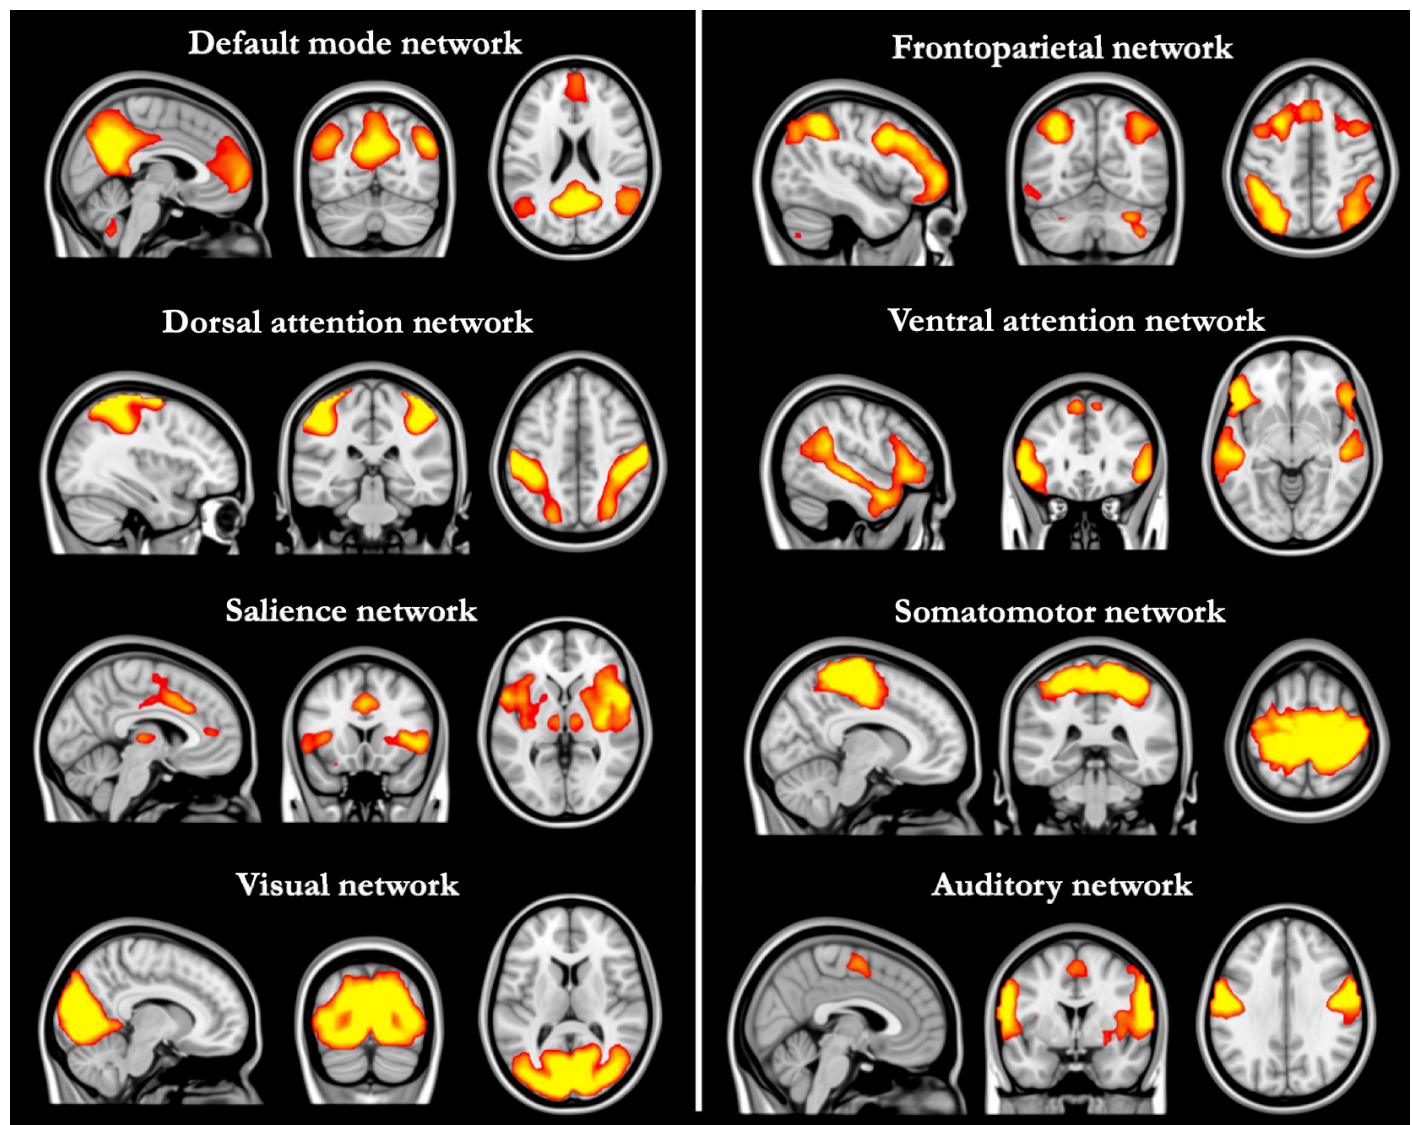 Default mode network
Frontoparietal network
Dorsal attention network
Ventral attention network
Salience network
Somatomotor network
Visual network
Auditory network